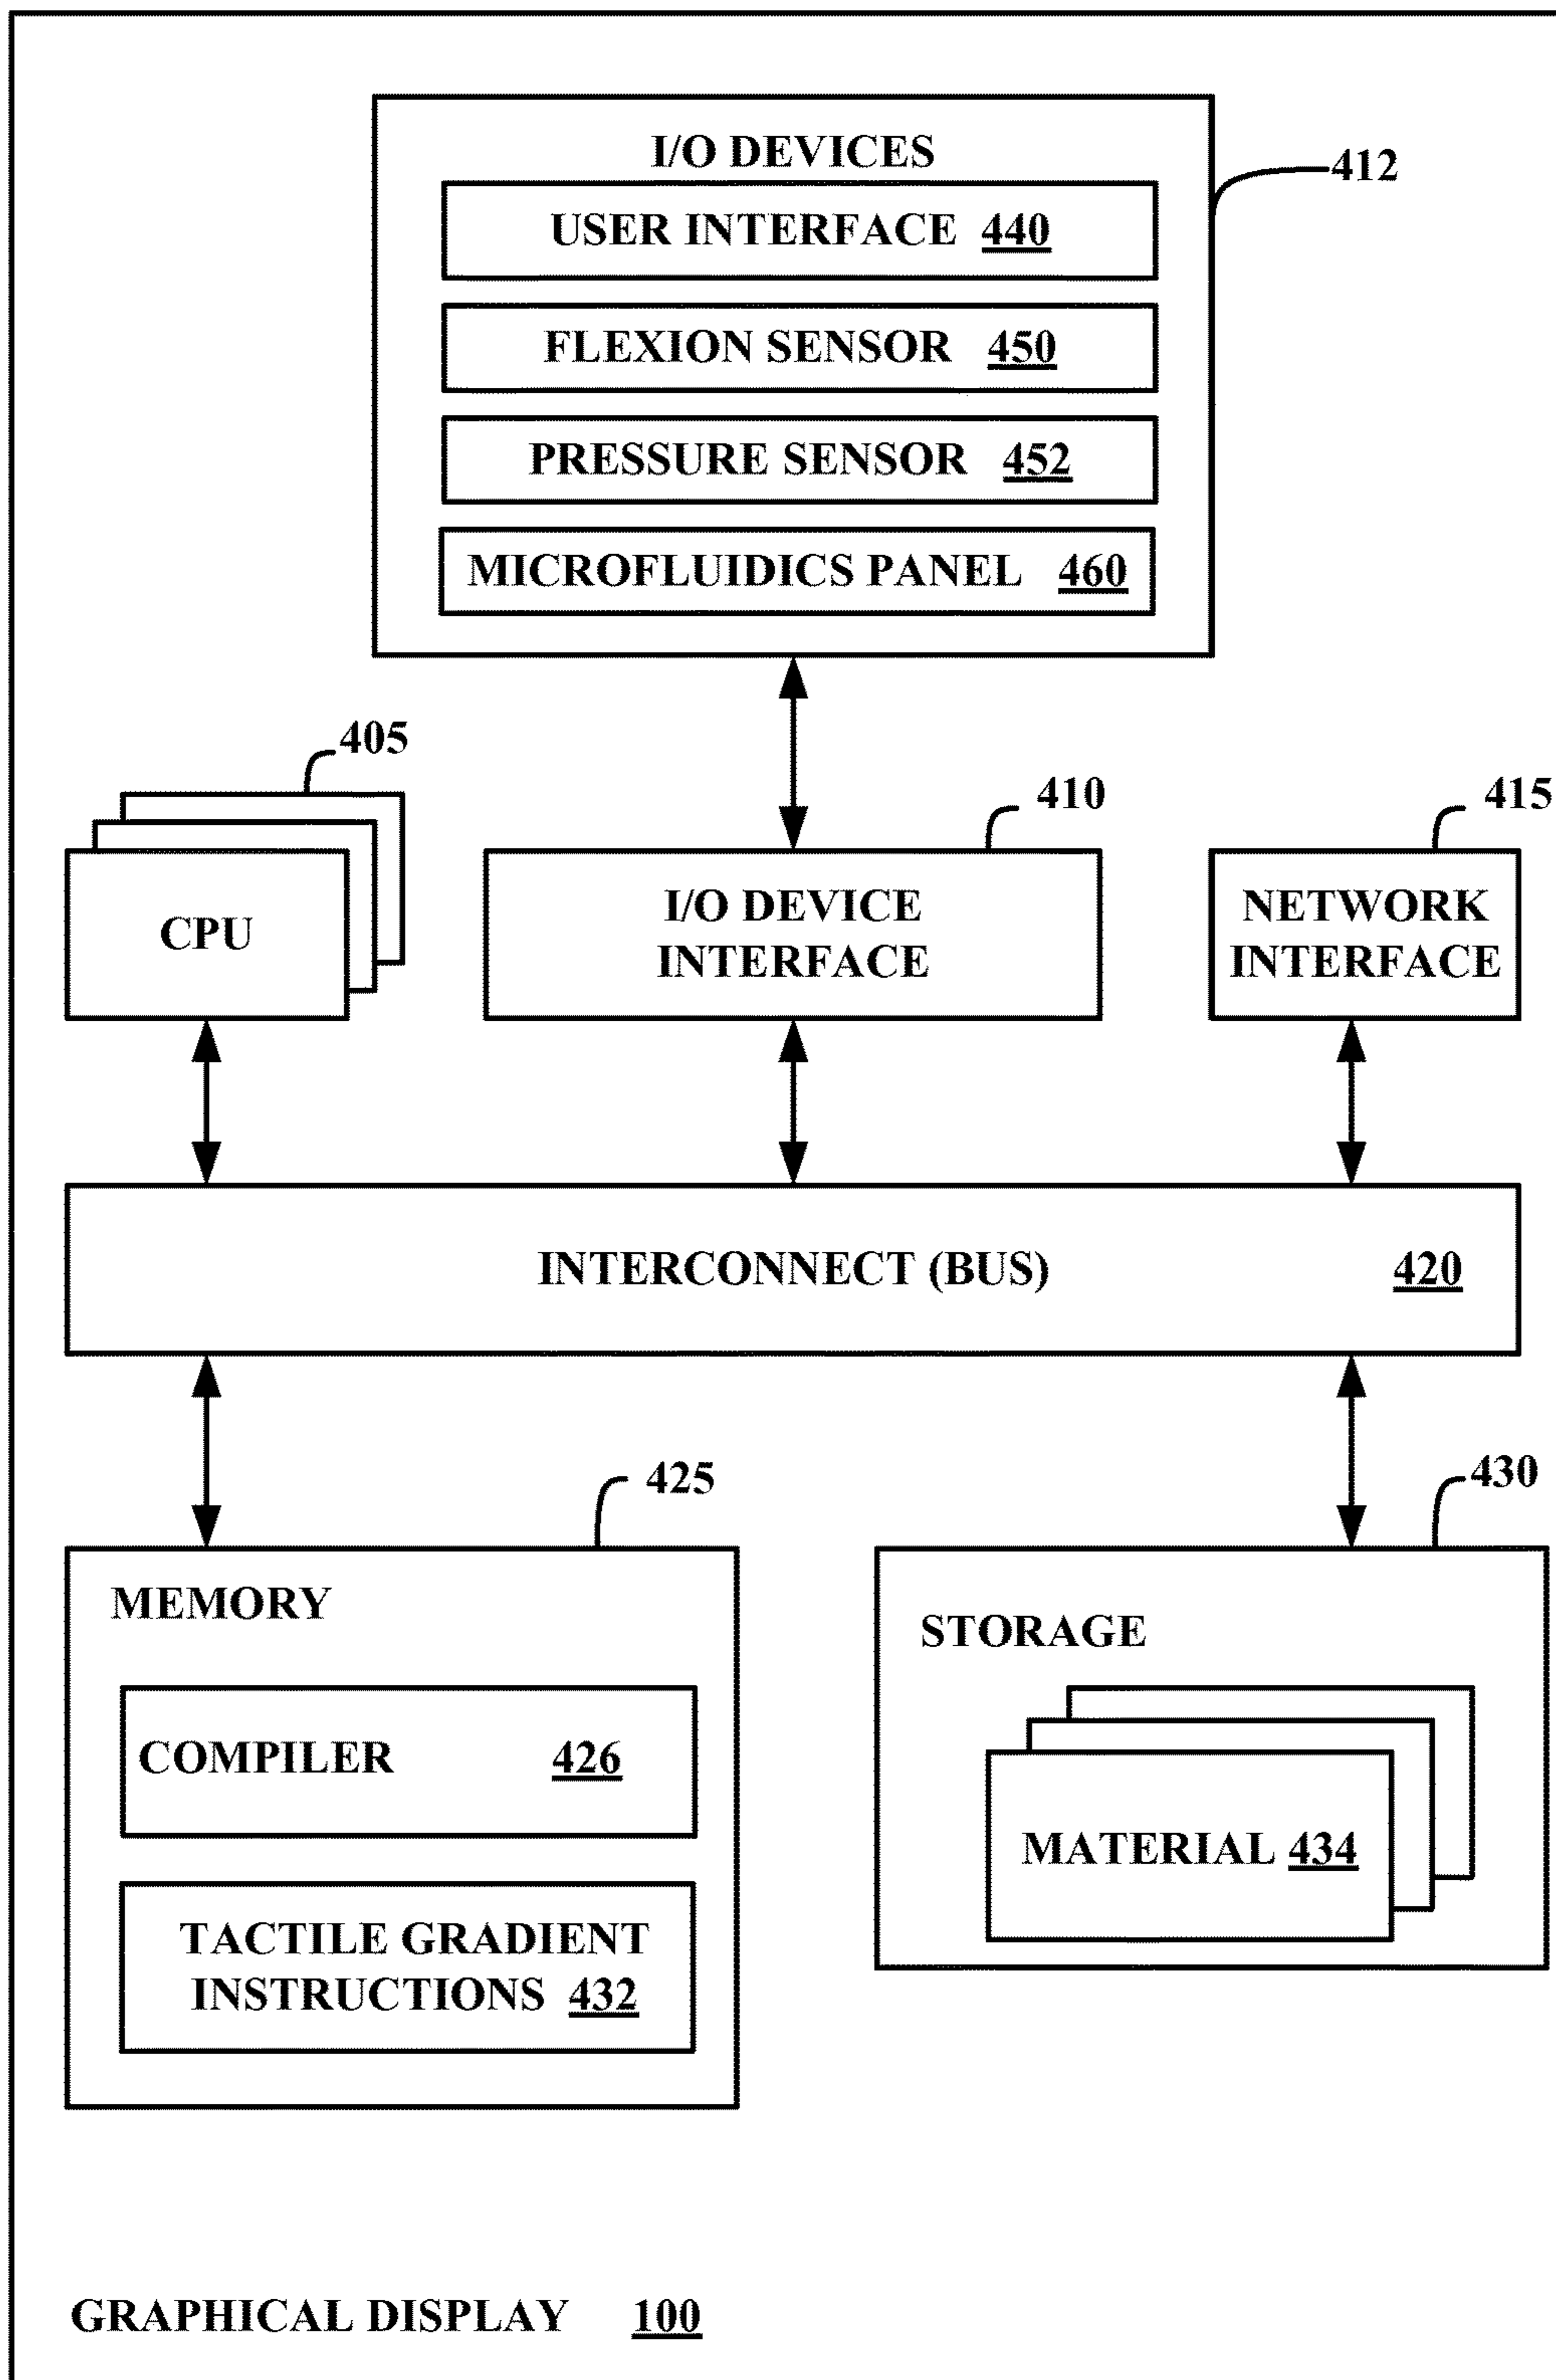 I/O DEVICES
412
USER INTERFACE 440
FLEXION SENSOR 450
PRESSURE SENSOR 452
MICROFLUIDICS PANEL 460
405
410
415
CPU
I/O DEVICE
INTERFACE
NETWORK
INTERFACE
INTERCONNECT (BUS) 420
425
430
MEMORY
STORAGE
COMPILER 426
MATERIAL 434
TACTILE GRADIENT
INSTRUCTIONS 432
GRAPHICAL DISPLAY 100